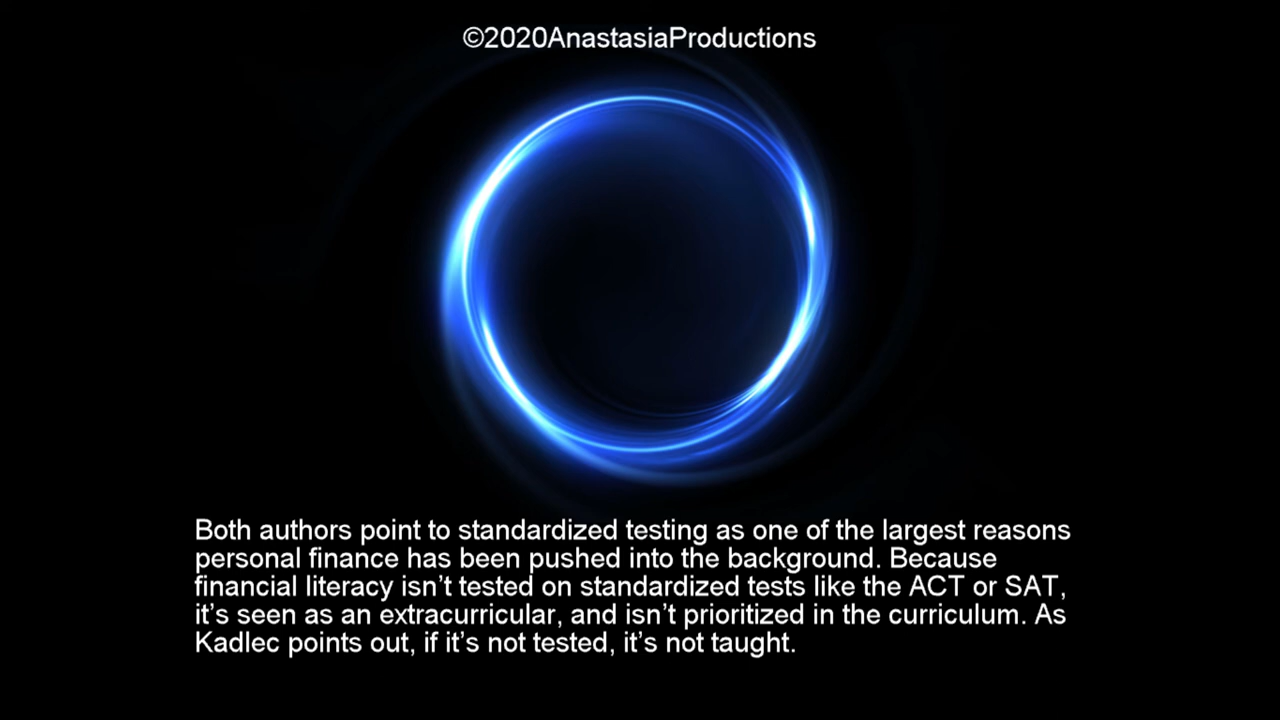 ©2020AnastasiaProductions
Both authors point to standardized testing as one of the largest reasons
personal finance has been pushed into the background. Because
financial literacy isn’t tested on standardized tests like the ACT or SAT,
it’s seen as an extracurricular, and isn’t prioritized in the curriculum. As
Kadlec points out, if it’s not tested, it’s not taught.